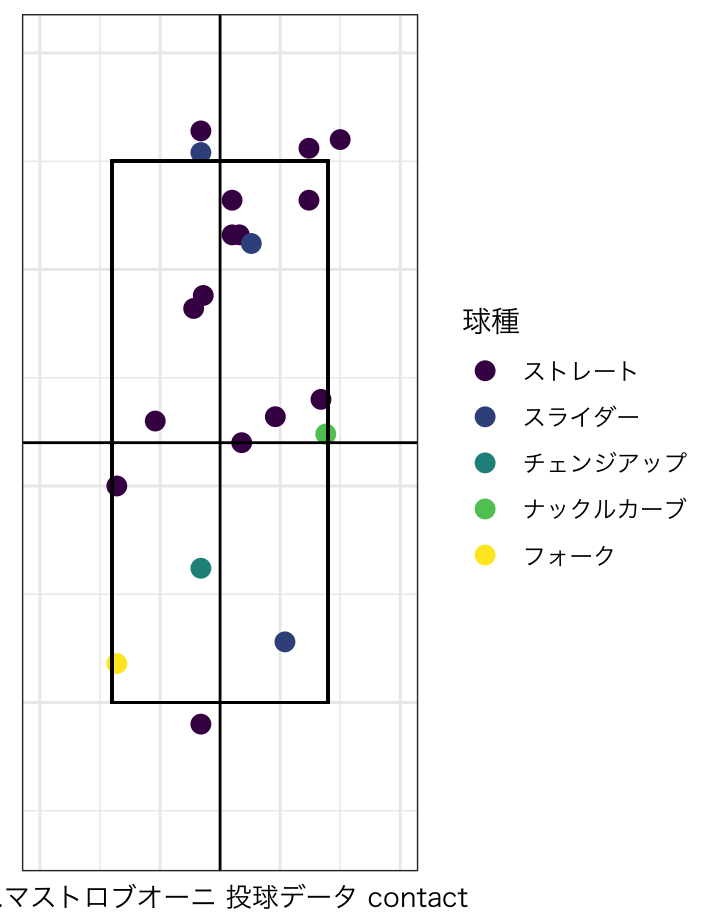 球種
ストレート
スライダー
チェンジアップ
ナックルカーブ
フォーク
.マストロブオーニ 投球データ contact